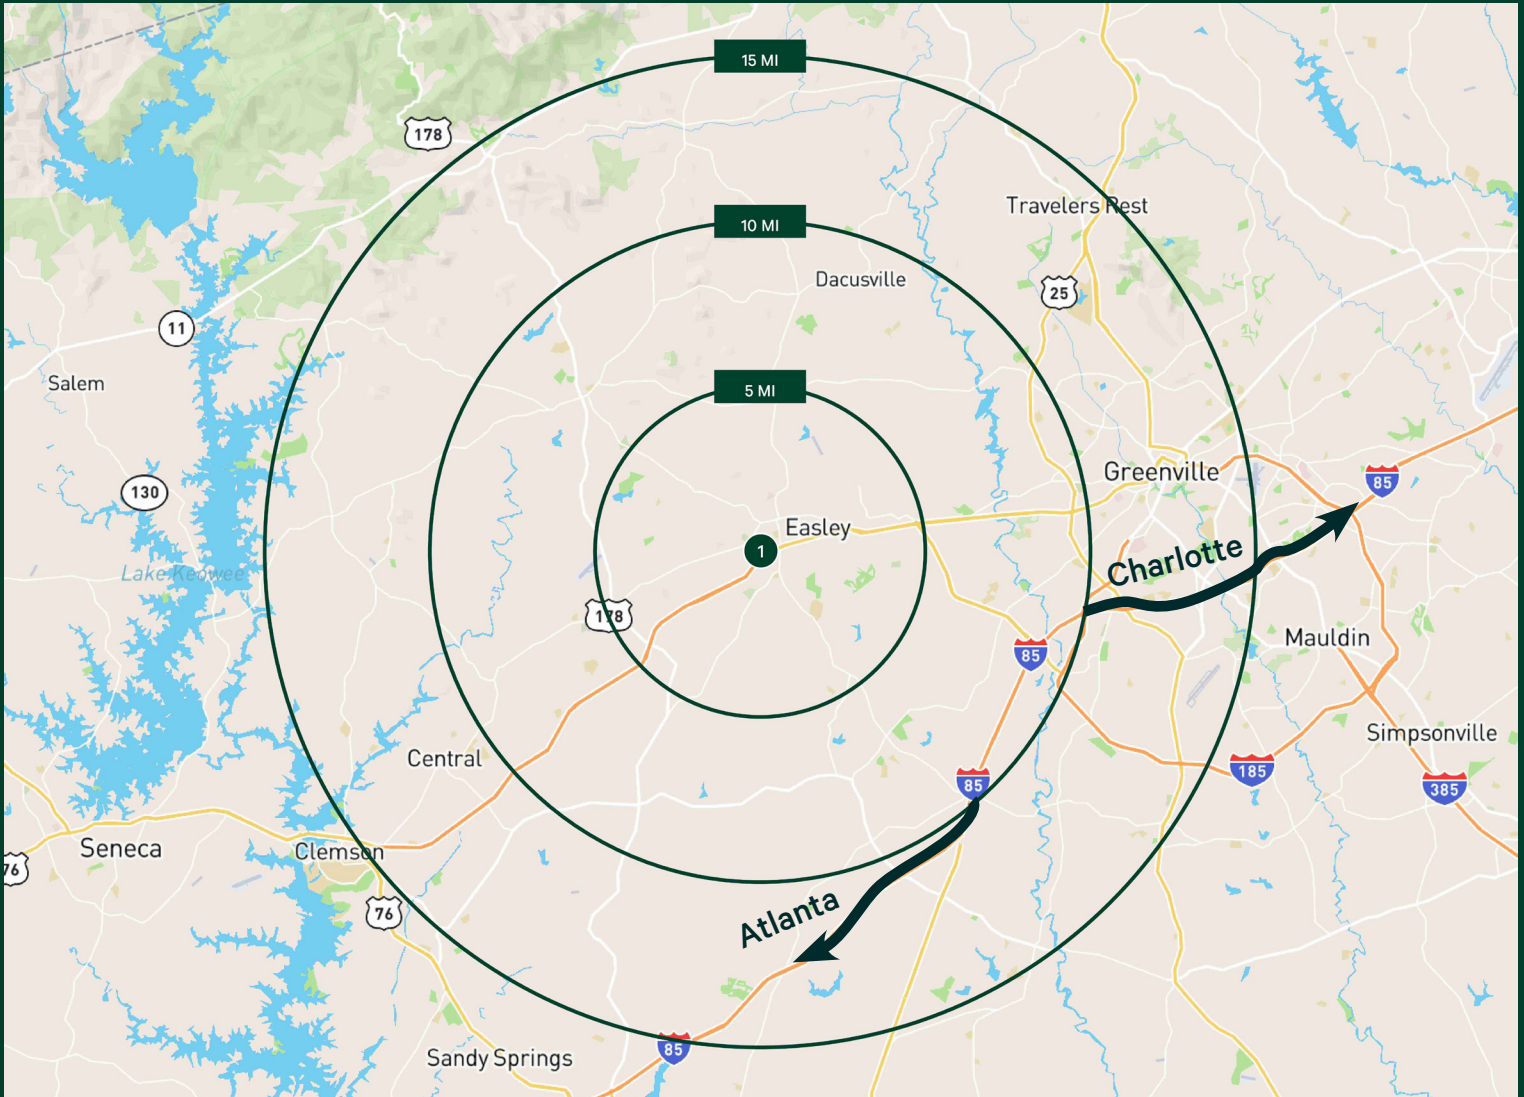 15 MI
178
Travelers Rest
10 MI
Dacusville
25
11
Salem
5 MI
Greenville
85
130
Easley
1
Charlotte
Lake Keowee
178
Mauldin
85
Simpsonville
Central
185
85
385
Seneca
Clemson
76
76
Atlanta
85
Sandy Springs